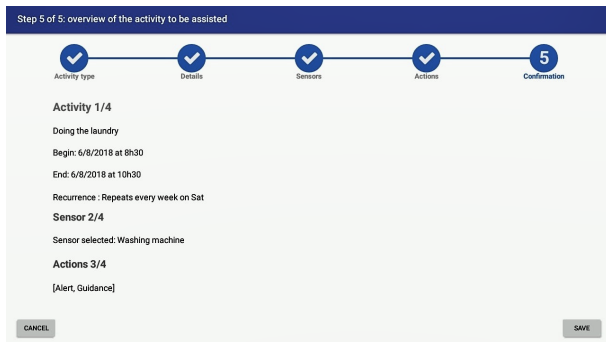 Step 5 of 5: overview of the activity to be assisted
5
Activity type Details Sensors Actions Confirmation
Activity 1/4
Doing the laundry
Begin: 6/8/2018 at 8h30
End: 6/8/2018 at 10h30
Recurrence : Repeats every week on Sat
Sensor 2/4
Sensor selected: Washing machine
Actions 3/4
[Alert, Guidance]
CANCEL SAVE